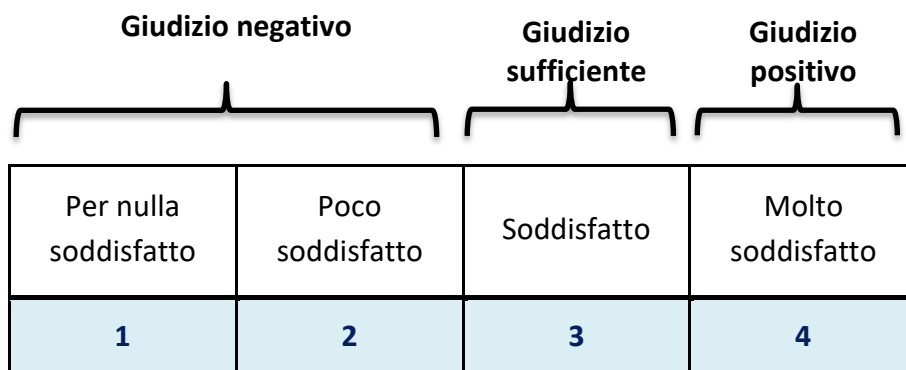 Giudizio negativo
Giudizio
sufficiente
Giudizio
positivo
Per nulla
soddisfatto
Poco
soddisfatto
Soddisfatto
Molto
soddisfatto
1
2
3
4